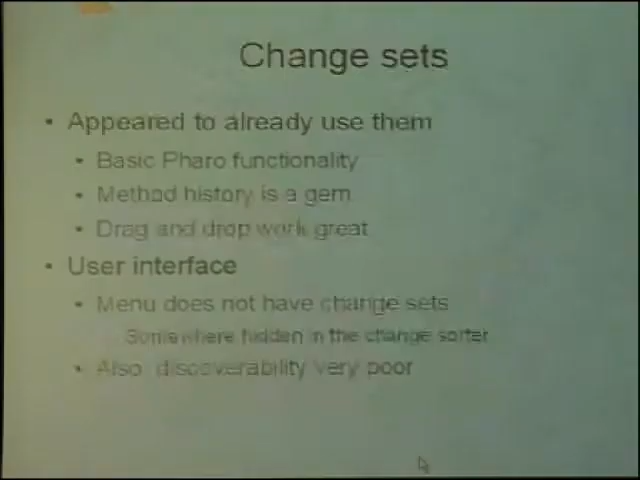 Change sets
• Appeared to already use them
• Basic Pharo functionality
• Method history is a gem
• Drag and drop work great
• User interface
• Menu does not have change sets
Somewhere hidden in the change sorter
• Also, discoverability very poor